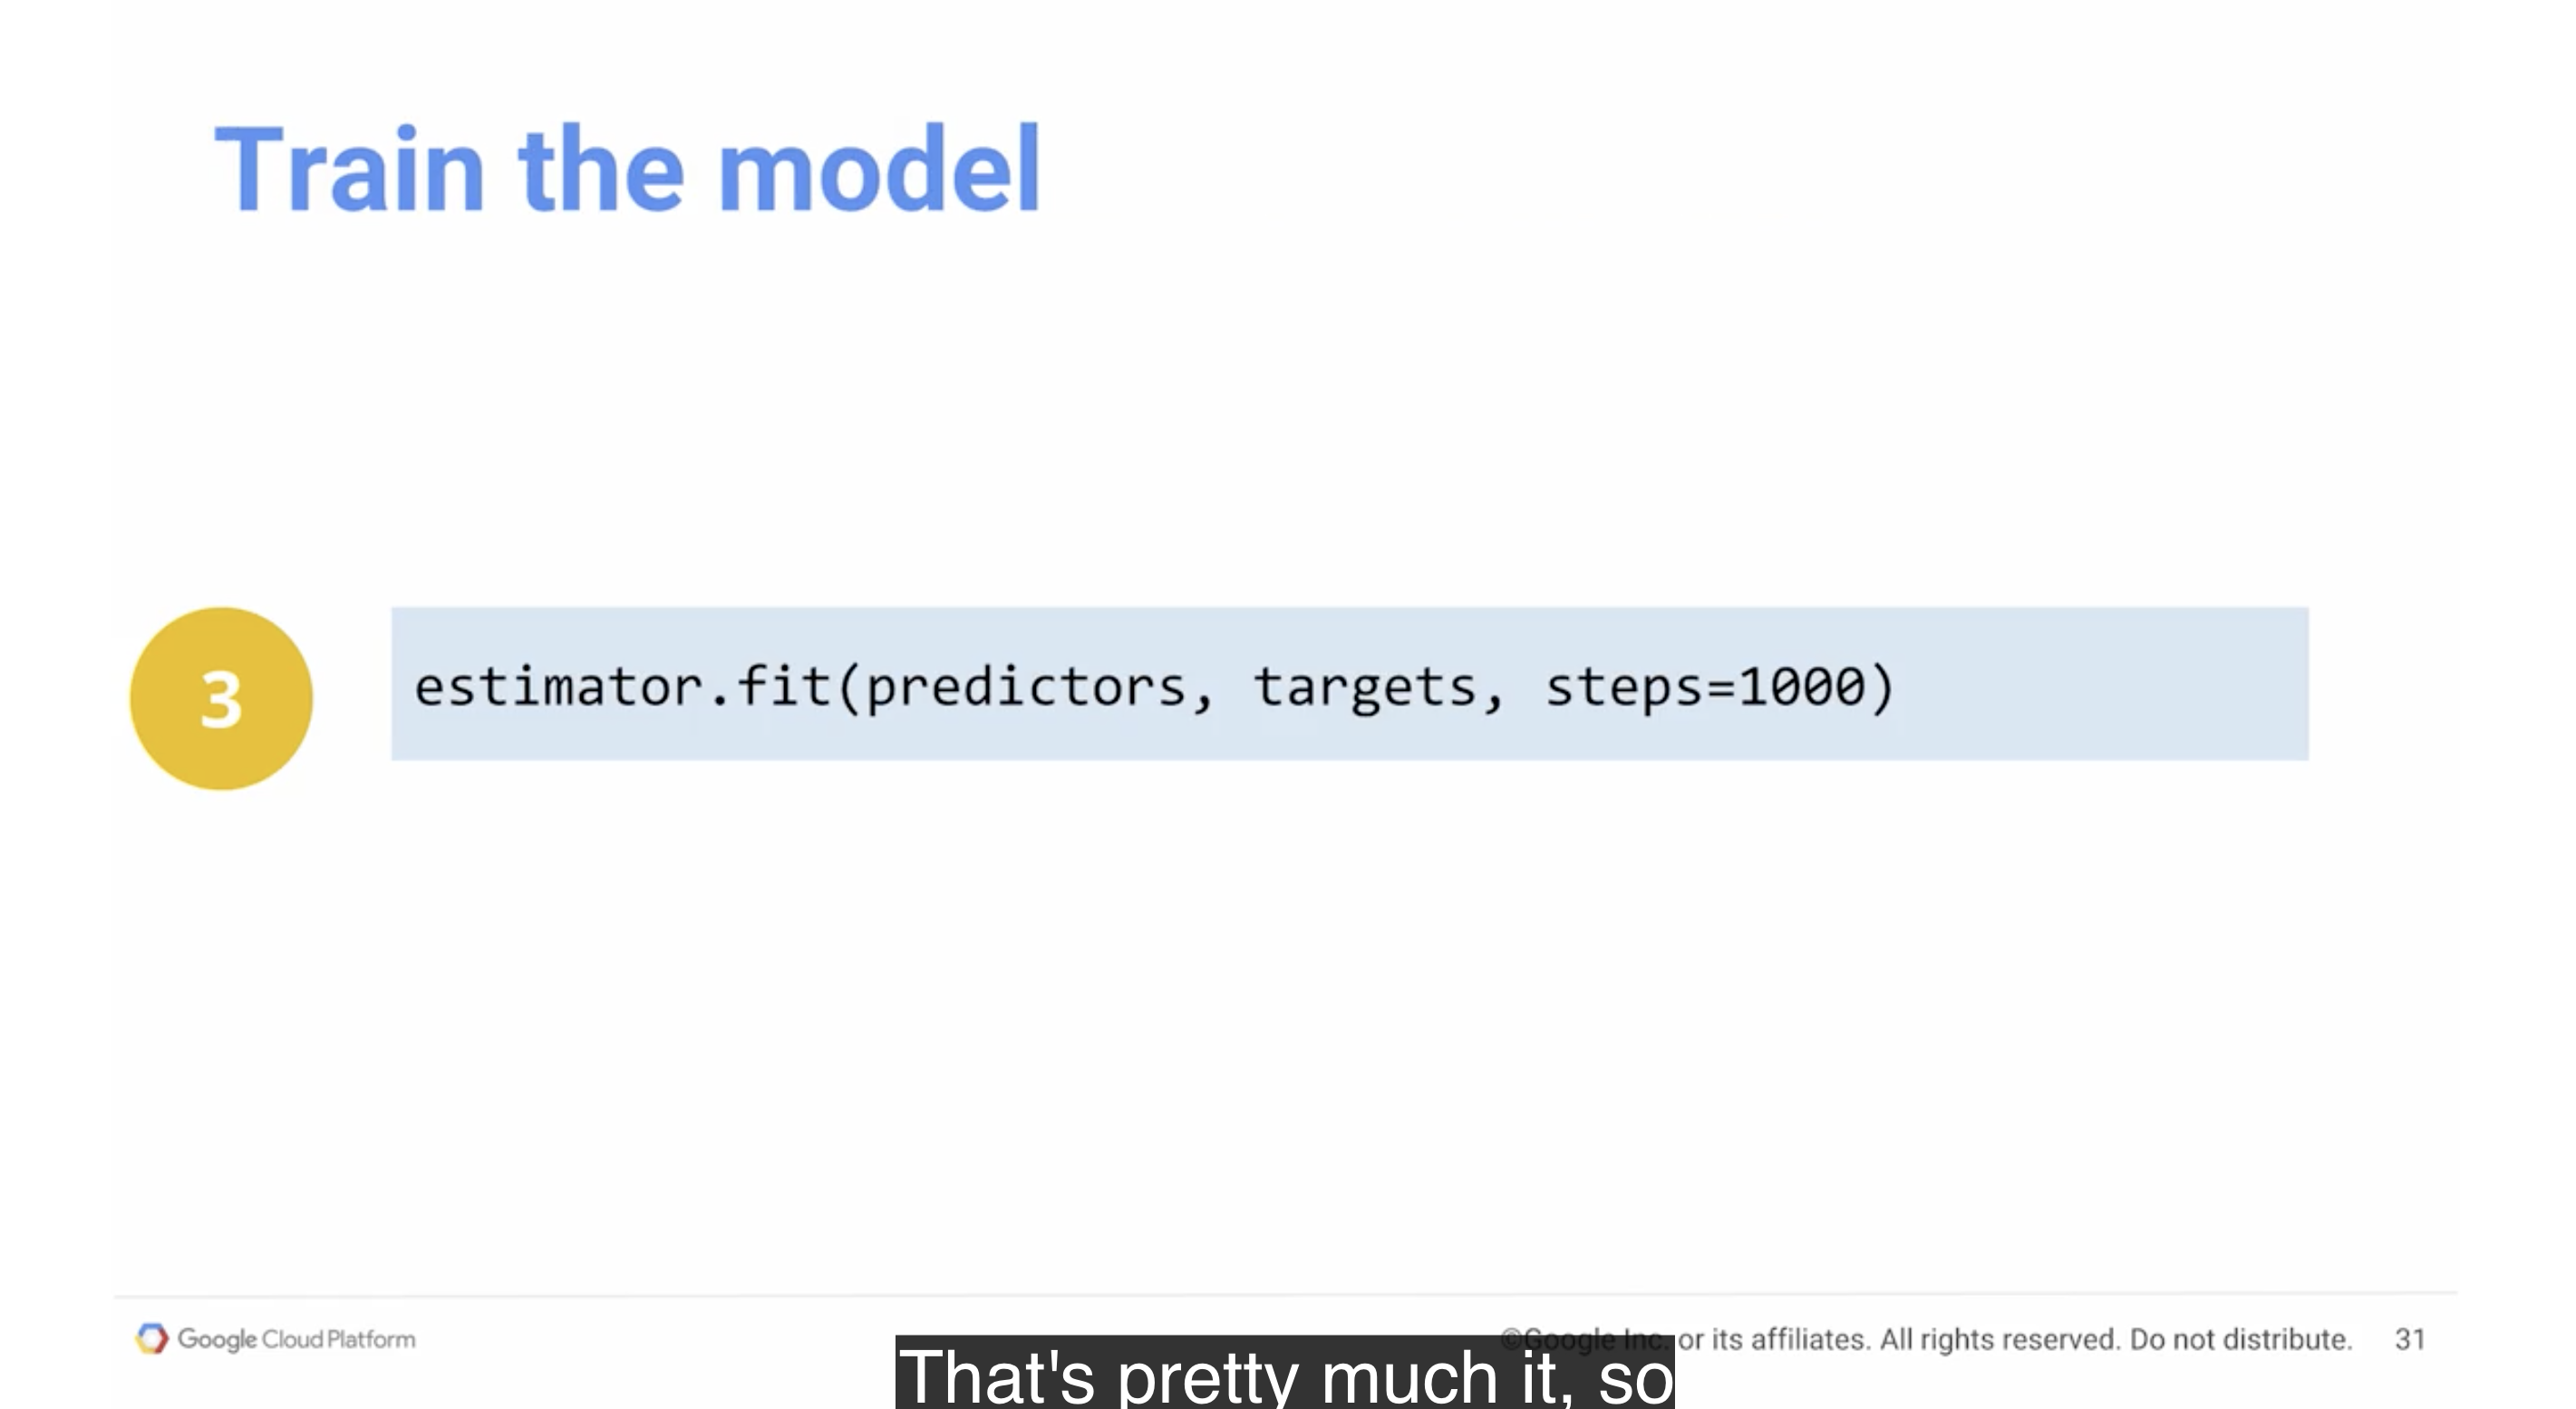 Train the model
3
estimator.fit(predictors, targets, steps=1000)
Google Cloud Platform
©Google Inc. or its affiliates. All rights reserved. Do not distribute.
31
That's pretty much it, so